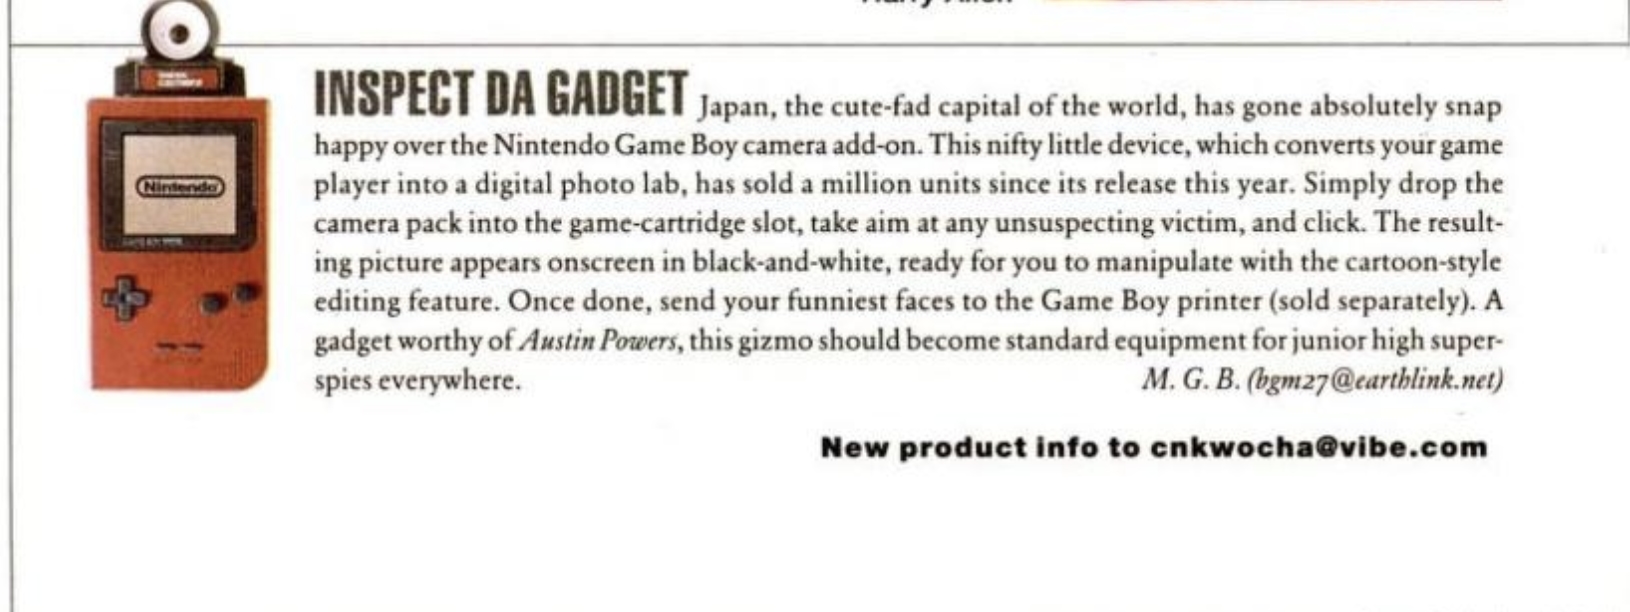 INSPECT DA GADGET Japan, the cute-fad capital of the world, has gone absolutely snap
happy over the Nintendo Game Boy camera add-on. This nifty little device, which converts your game
player into a digital photo lab, has sold a million units since its release this year. Simply drop the
camera pack into the game-cartridge slot, take aim at any unsuspecting victim, and click. The result-
ing picture appears onscreen in black-and-white, ready for you to manipulate with the cartoon-style
editing feature. Once done, send your funniest faces to the Game Boy printer (sold separately). A
gadget worthy of Austin Powers, this gizmo should become standard equipment for junior high super-
spies everywhere. M. G. B. (bgm27@earthlink.net)
New product info to cnkwocha@vibe.com
Nintendo